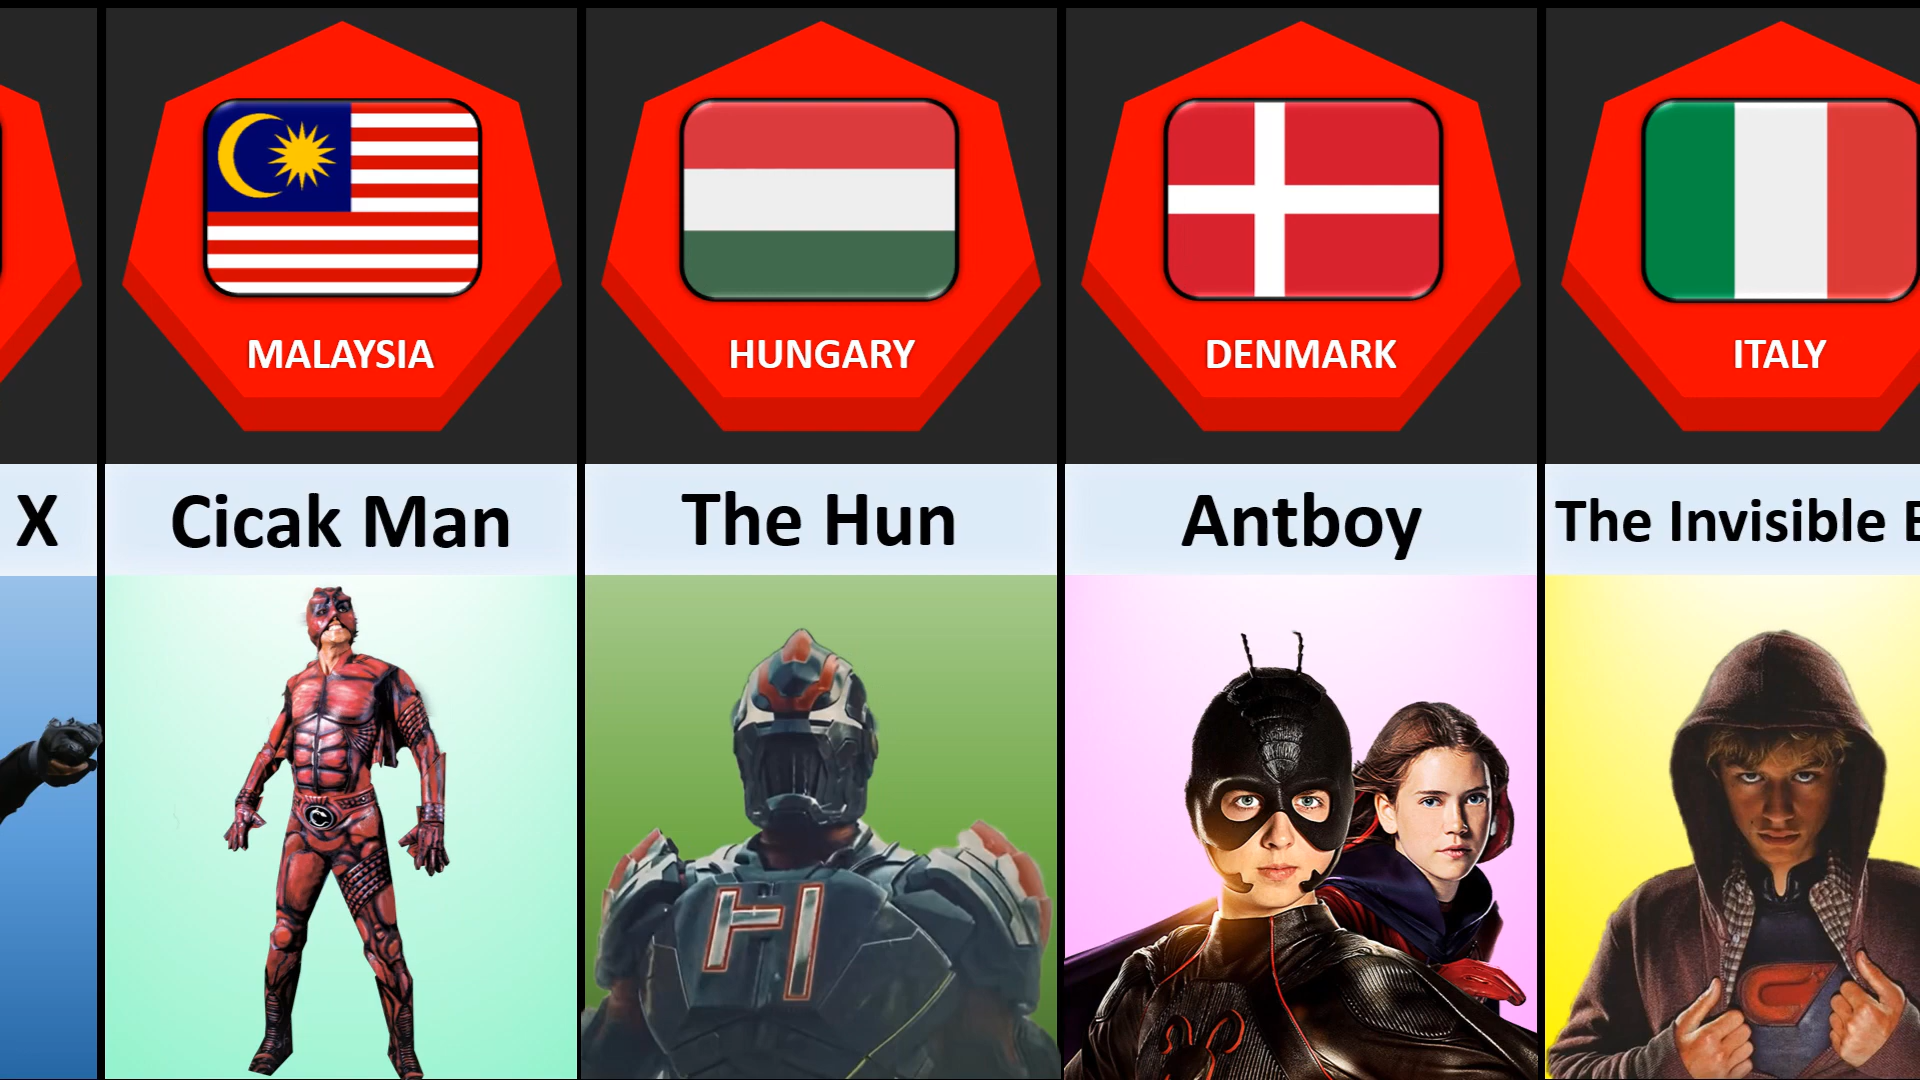 MALAYSIA
HUNGARY
DENMARK
ITALY
X
Cicak Man
The Hun
Antboy
The Invisible
H